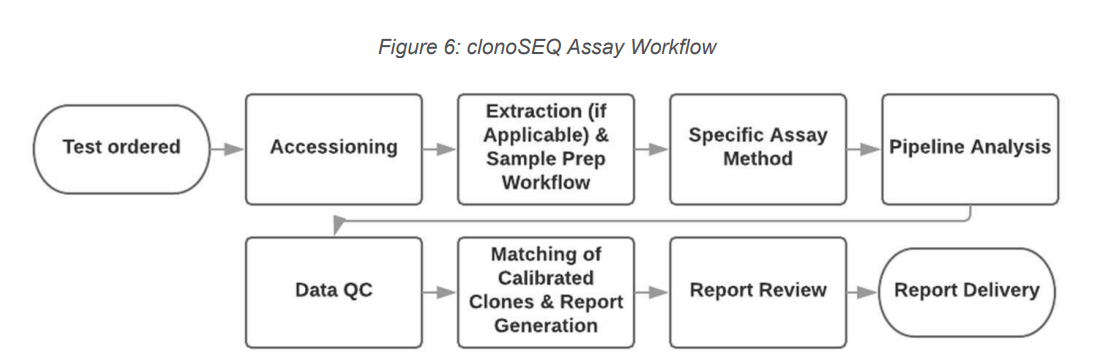 Figure 6: clonoSEQ Assay Workflow
Test ordered
Accessioning
Extraction (if
Applicable) &
Sample Prep
Workflow
Specific Assay
Method
Pipeline Analysis
Data QC
Matching of
Calibrated
Clones & Report
Generation
Report Review
Report Delivery